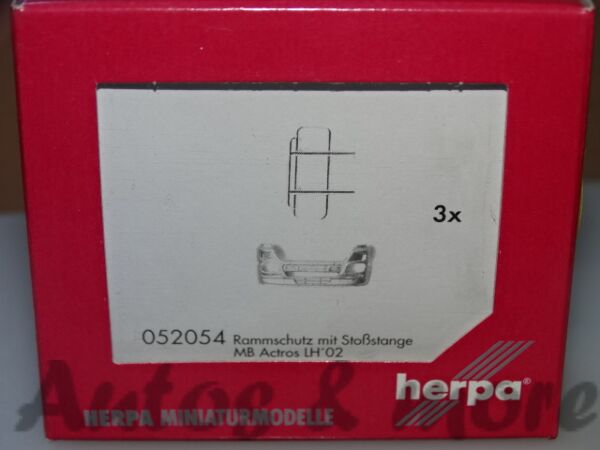 3x
052054 Rammschutz mit Stoßstange
MB Actros LH'02
herpa®
HERPA MINIATURMODELLE
Autos & More